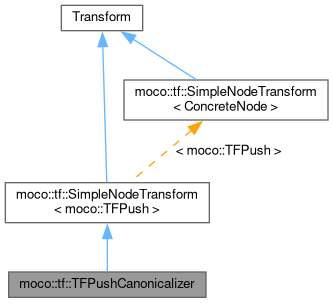 Transform
moco::tf::SimpleNodeTransform
< ConcreteNode >
< moco::TFPush >
moco::tf::SimpleNodeTransform
< moco::TFPush >
moco::tf::TFPushCanonicalizer